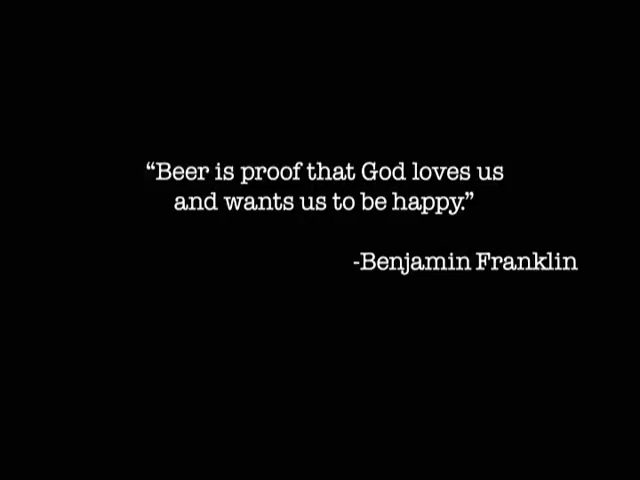 “Beer is proof that God loves us
and wants us to be happy.”
-Benjamin Franklin